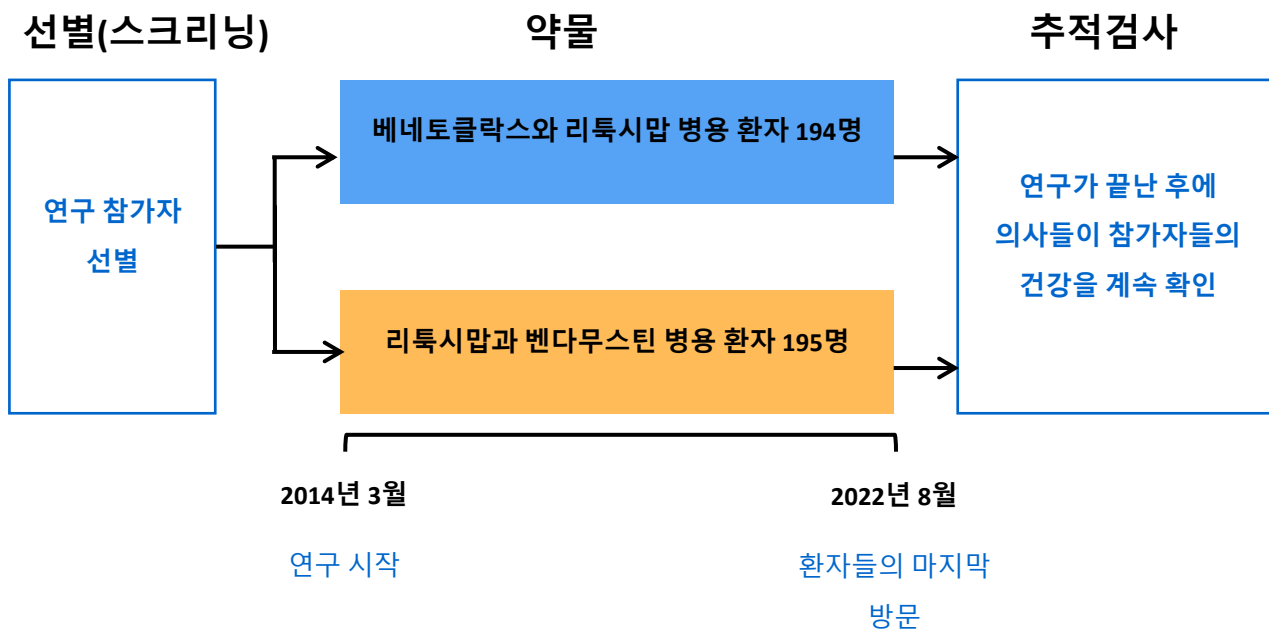 선별(스크리닝)
약물
추적검사
연구 참가자
선별
베네토클락스와 리툭시맙 병용 환자 194명
리툭시맙과 벤다무스틴 병용 환자 195명
연구가 끝난 후에
의사들이 참가자들의
건강을 계속 확인
2014년 3월
연구 시작
2022년 8월
환자들의 마지막
방문